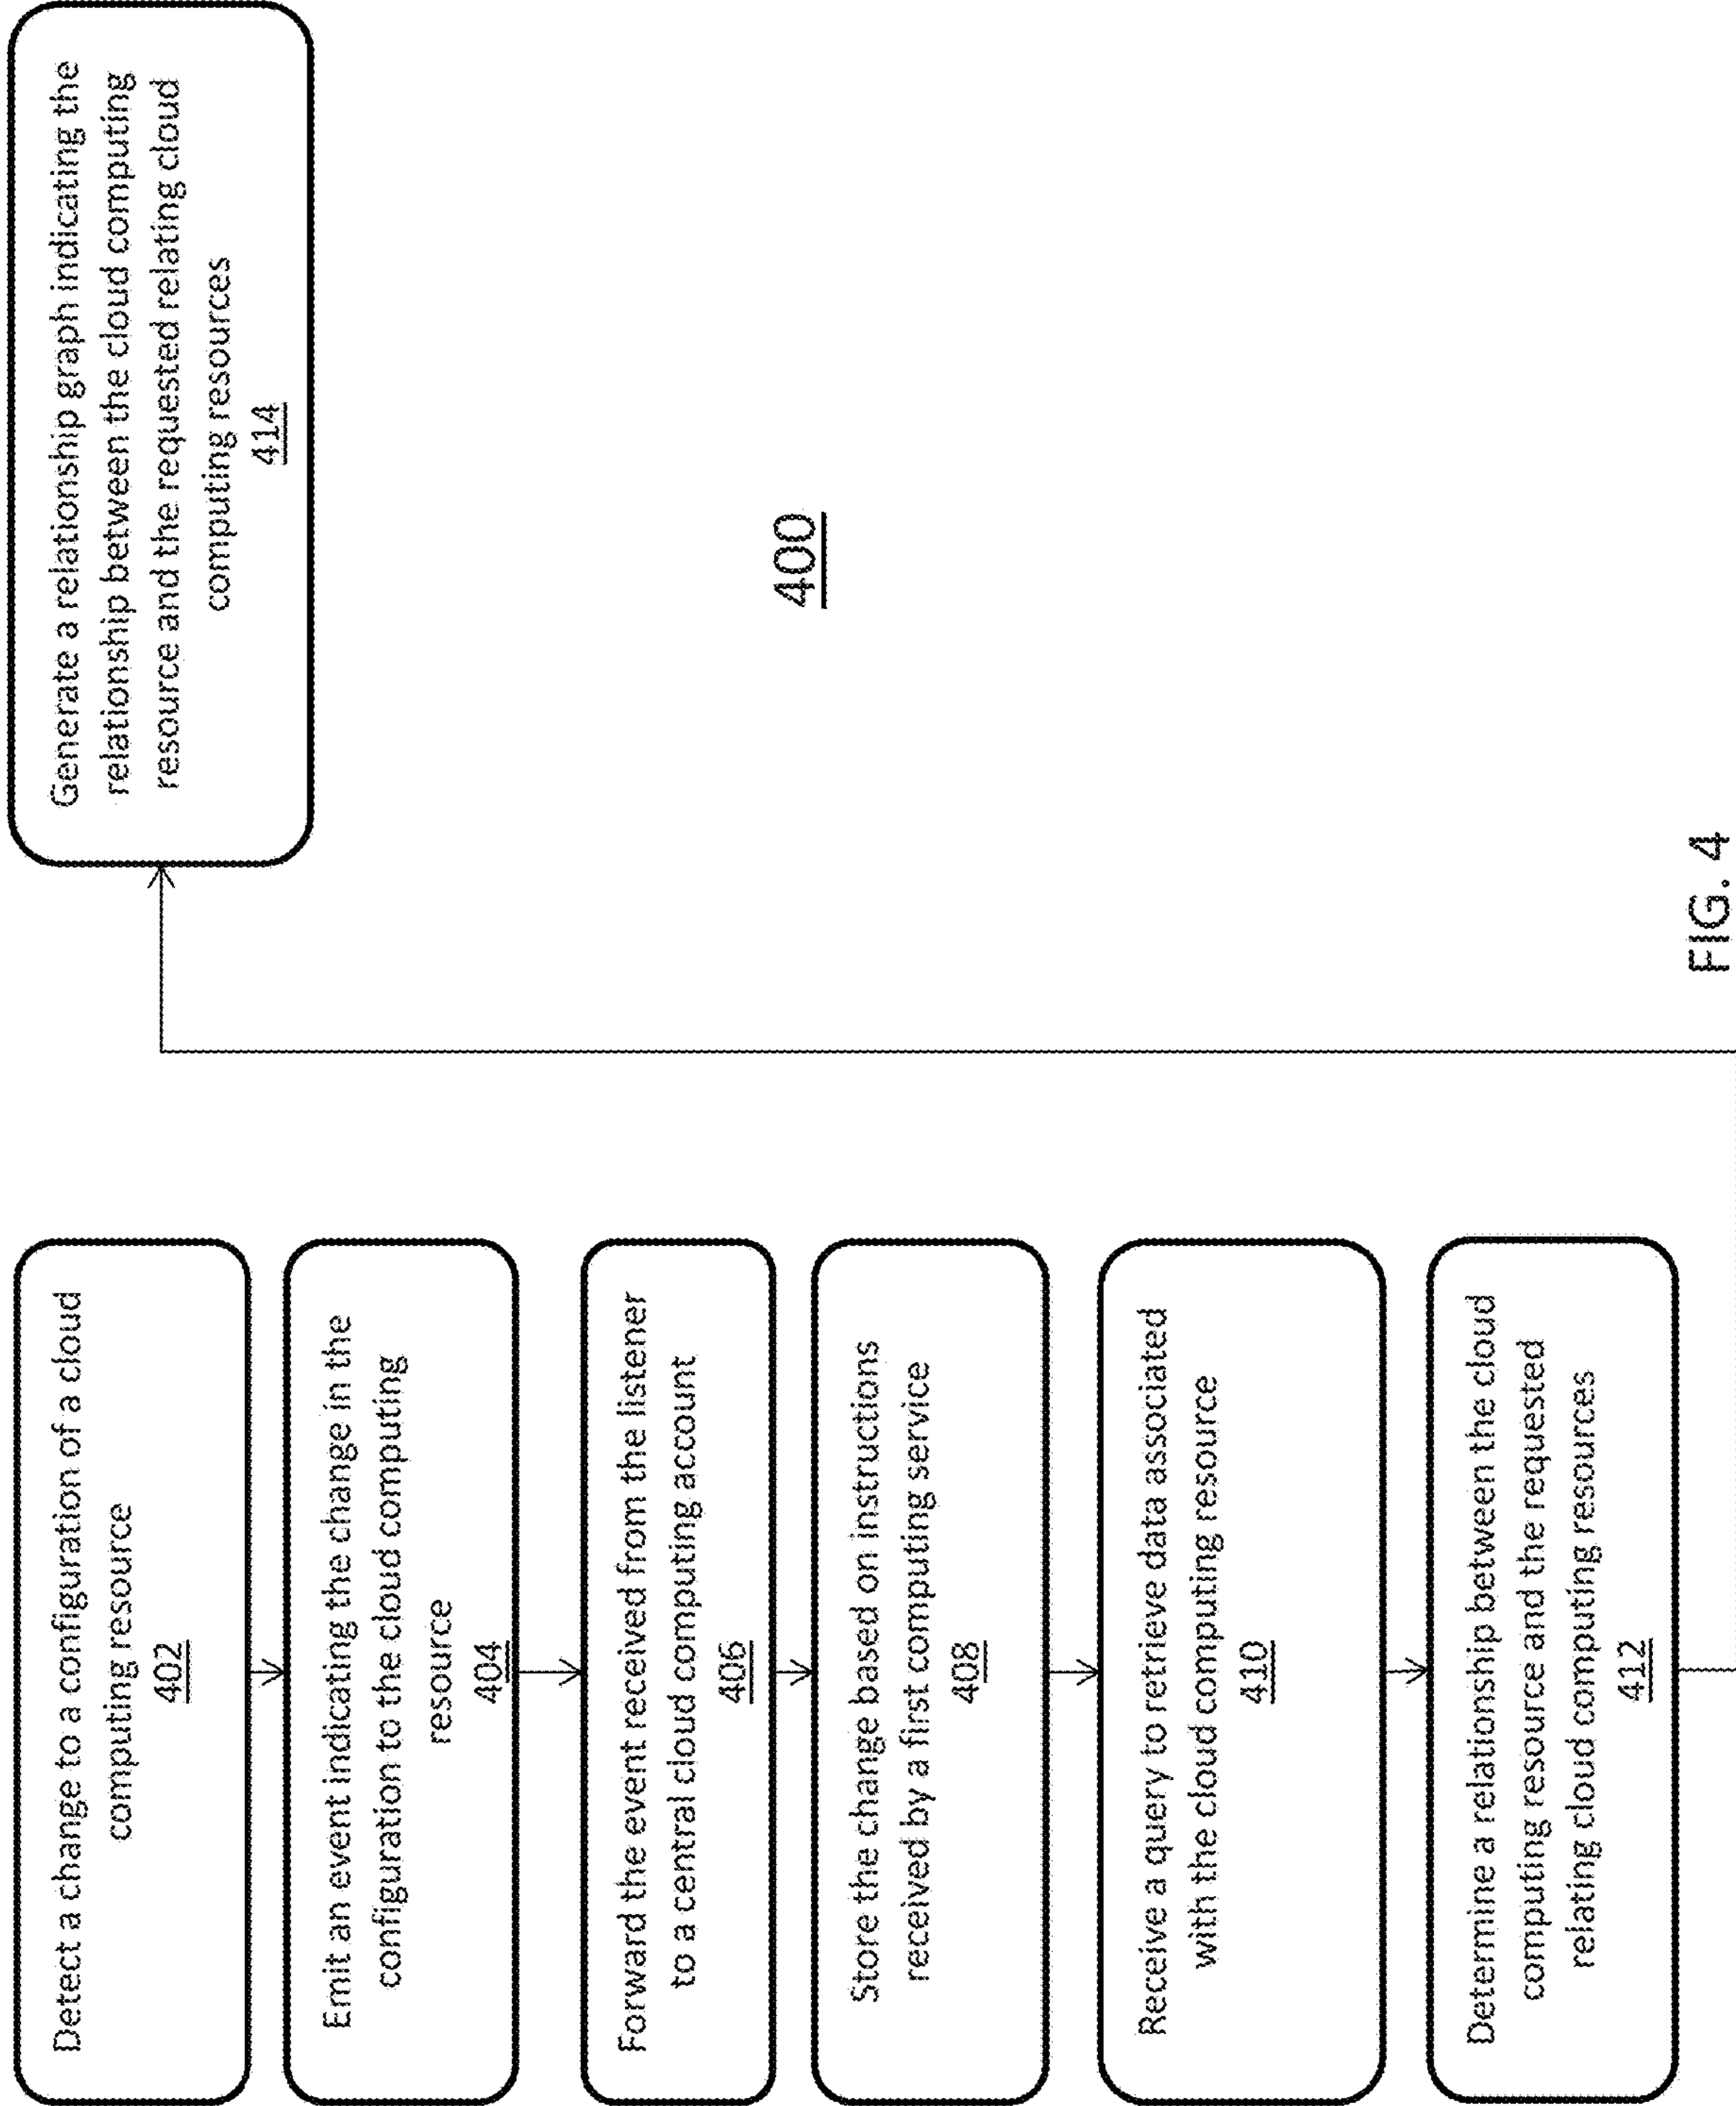 Detect a change to a configuration of a cloud
computing resource
402
Emit an event indicating the change in the
configuration to the cloud computing
resource
404
Forward the event received from the listener
to a central cloud computing account
406
Store the change based on instructions
received by a first computing service
408
Receive a query to retrieve data associated
with the cloud computing resource
410
Determine a relationship between the cloud
computing resource and the requested
relating cloud computing resources
412
Generate a relationship graph indicating the
relationship between the cloud computing
resource and the requested relating cloud
computing resources
414
400
FIG. 4